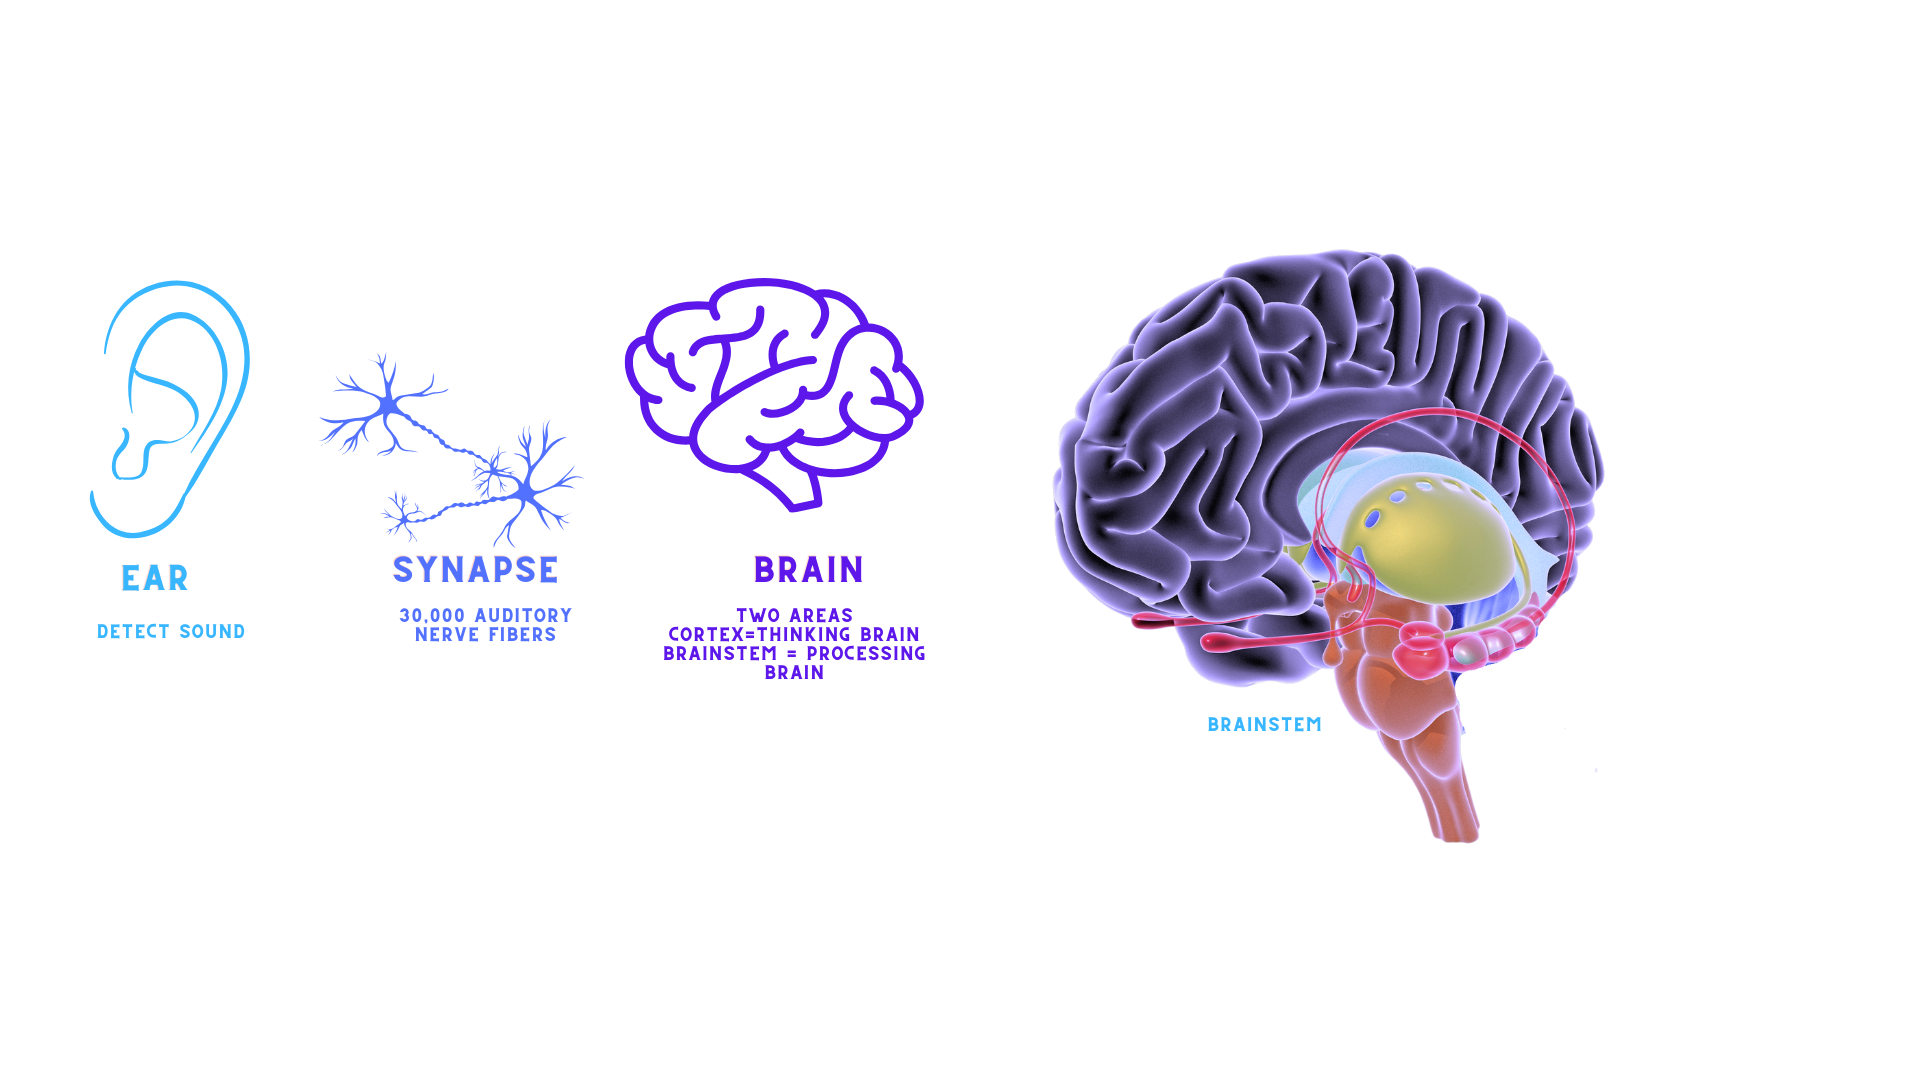 EAR
DETECT SOUND
SYNAPSE
30,000 AUDITORY
NERVE FIBERS
BRAIN
TWO AREAS
CORTEX=THINKING BRAIN
BRAINSTEM = PROCESSING
BRAIN
BRAINSTEM